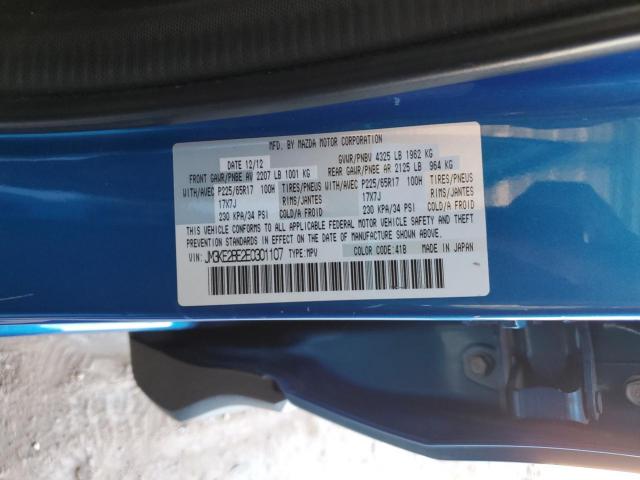 MFD. BY MAZDA MOTOR CORPORATION
DATE 12/12 GVWR/PNBV 4325 LB 1962 KG
FRONT GAWR/PNBE AV 2207 LB 1001 KG REAR GAWR/PNBE AR 2125 LB 964 KG
WITH/AVEC P225/65R17 100H TIRES/PNEUS WITH/AVEC P225/65R17 100H TIRES/PNEUS
17X7J RIMS/JANTES 17X7J RIMS/JANTES
230 KPA/34 PSI COLD/A FROID 230 KPA/34 PSI COLD/A FROID
THIS VEHICLE CONFORMS TO ALL APPLICABLE FEDERAL MOTOR VEHICLE SAFETY AND THEFT
PREVENTION STANDARDS IN EFFECT ON THE DATE OF MANUFACTURE SHOWN ABOVE.
VIN: JM3KE2BE2E0301107 TYPE:MPV COLOR CODE:41B MADE IN JAPAN